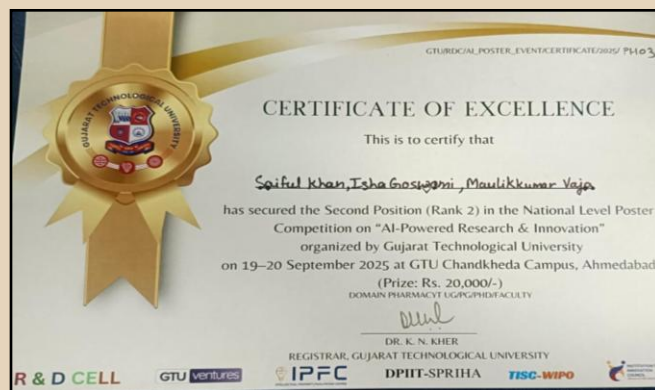 GTU/RDC/AI_POSTER_EVENT/CERTIFICATE/2025/ PH03
GUJARAT TECHNOLOGICAL UNIVERSITY
CERTIFICATE OF EXCELLENCE
This is to certify that
Saiful Khan, Isha Goswami, Maulikkumar Vaja
has secured the Second Position (Rank 2) in the National Level Poster
Competition on "AI-Powered Research & Innovation"
organized by Gujarat Technological University
on 19–20 September 2025 at GTU Chandkheda Campus, Ahmedabad
(Prize: Rs. 20,000/-)
DOMAIN PHARMACYT UG/PG/PHD/FACULTY
DR. K. N. KHER
REGISTRAR, GUJARAT TECHNOLOGICAL UNIVERSITY
R & D CELL
GTU ventures
IPFC
DPIIT-SPRIHA
TISC-WIPO
INSTITUTION'S
INNOVATION
COUNCIL